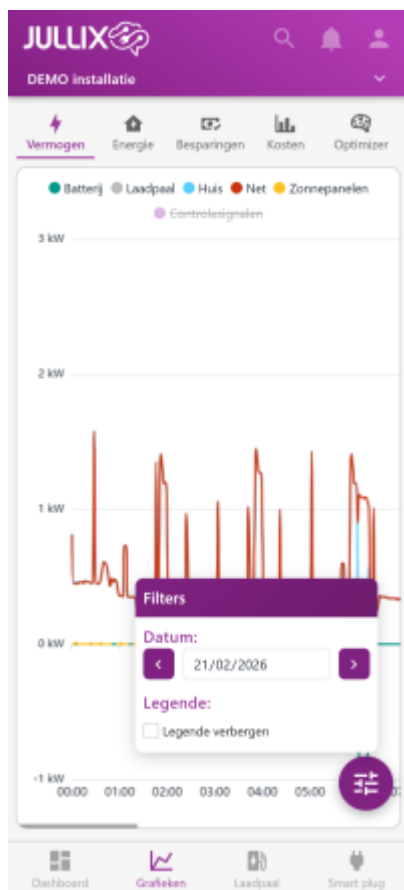 JULLIX
DEMO installatie
Vermogen Energie Besparingen Kosten Optimizer
Batterij Laadpaal Huis Net Zonnepanelen
Controlesignalen
3 kW
2 kW
1 kW
Filters
Datum:
0 kW
21/02/2026
Legende:
Legende verbergen
-1 kW
00:00 01:00 02:00 03:00 04:00 05:00
Dashboard Grafieken Laadpaal Smart plug